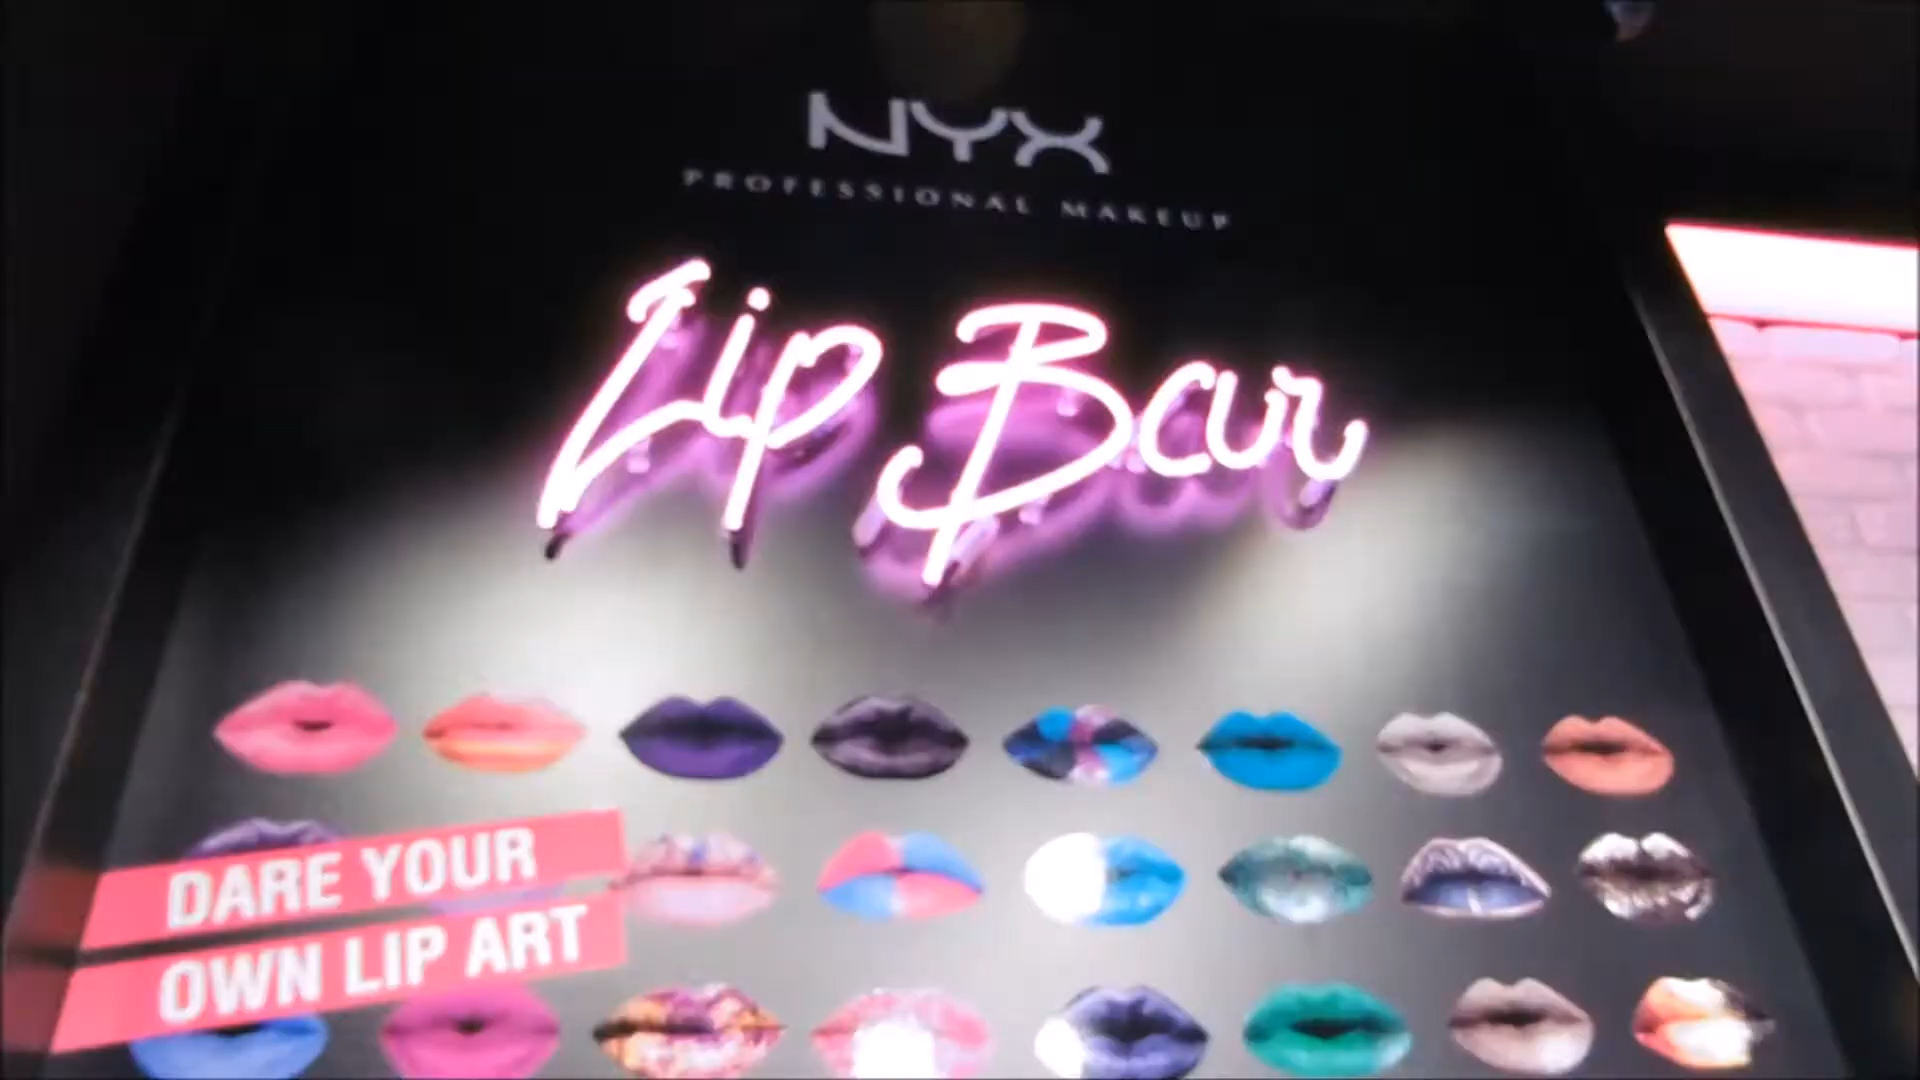 NYX
PROFESSIONAL MAKEUP
Lip Bar
DARE YOUR
OWN LIP ART